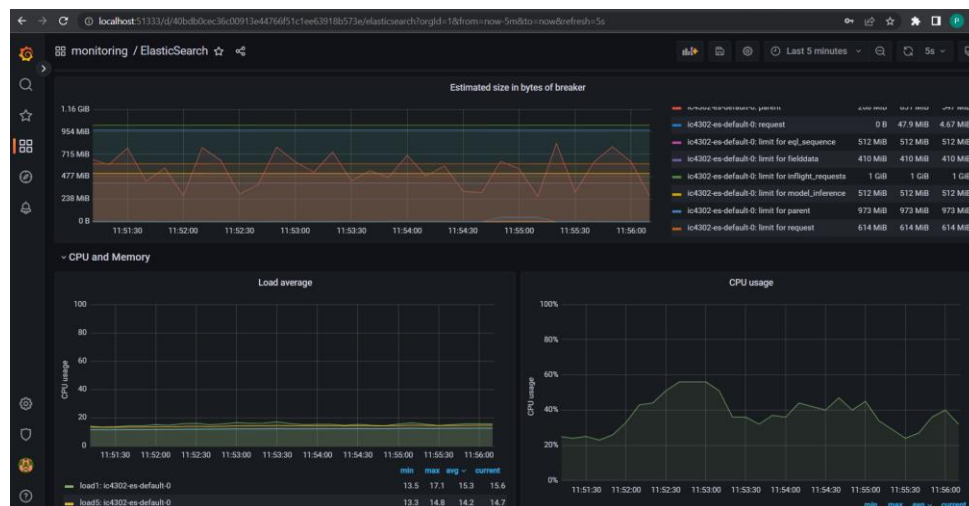 localhost:51333/d/40bdb0cec36c00913e44766f51c1ee63918b573e/elasticsearch?orgId=1&from=now-5m&to=now&refresh=5s
P
monitoring / ElasticSearch
Last 5 minutes
5s
Estimated size in bytes of breaker
1.16 GiB
954 MiB
715 MiB
477 MiB
238 MiB
0 B
11:51:30 11:52:00 11:52:30 11:53:00 11:53:30 11:54:00 11:54:30 11:55:00 11:55:30 11:56:00
ic4302-es-default-0: parent
ic4302-es-default-0: request 0 B 47.9 MiB 4.67 MiB
ic4302-es-default-0: limit for eql_sequence 512 MiB 512 MiB 512 MiB
ic4302-es-default-0: limit for fielddata 410 MiB 410 MiB 410 MiB
ic4302-es-default-0: limit for inflight_requests 1 GiB 1 GiB 1 GiB
ic4302-es-default-0: limit for model_inference 512 MiB 512 MiB 512 MiB
ic4302-es-default-0: limit for parent 973 MiB 973 MiB 973 MiB
ic4302-es-default-0: limit for request 614 MiB 614 MiB 614 MiB
CPU and Memory
Load average
CPU usage
100
80
60
40
20
0
11:51:30 11:52:00 11:52:30 11:53:00 11:53:30 11:54:00 11:54:30 11:55:00 11:55:30 11:56:00
min max avg current
load1: ic4302-es-default-0 13.5 17.1 15.3 15.6
load5: ic4302-es-default-0 13.3 14.8 14.2 14.7
CPU usage
CPU usage
100%
80%
60%
40%
20%
0%
11:51:30 11:52:00 11:52:30 11:53:00 11:53:30 11:54:00 11:54:30 11:55:00 11:55:30 11:56:00
min max avg current